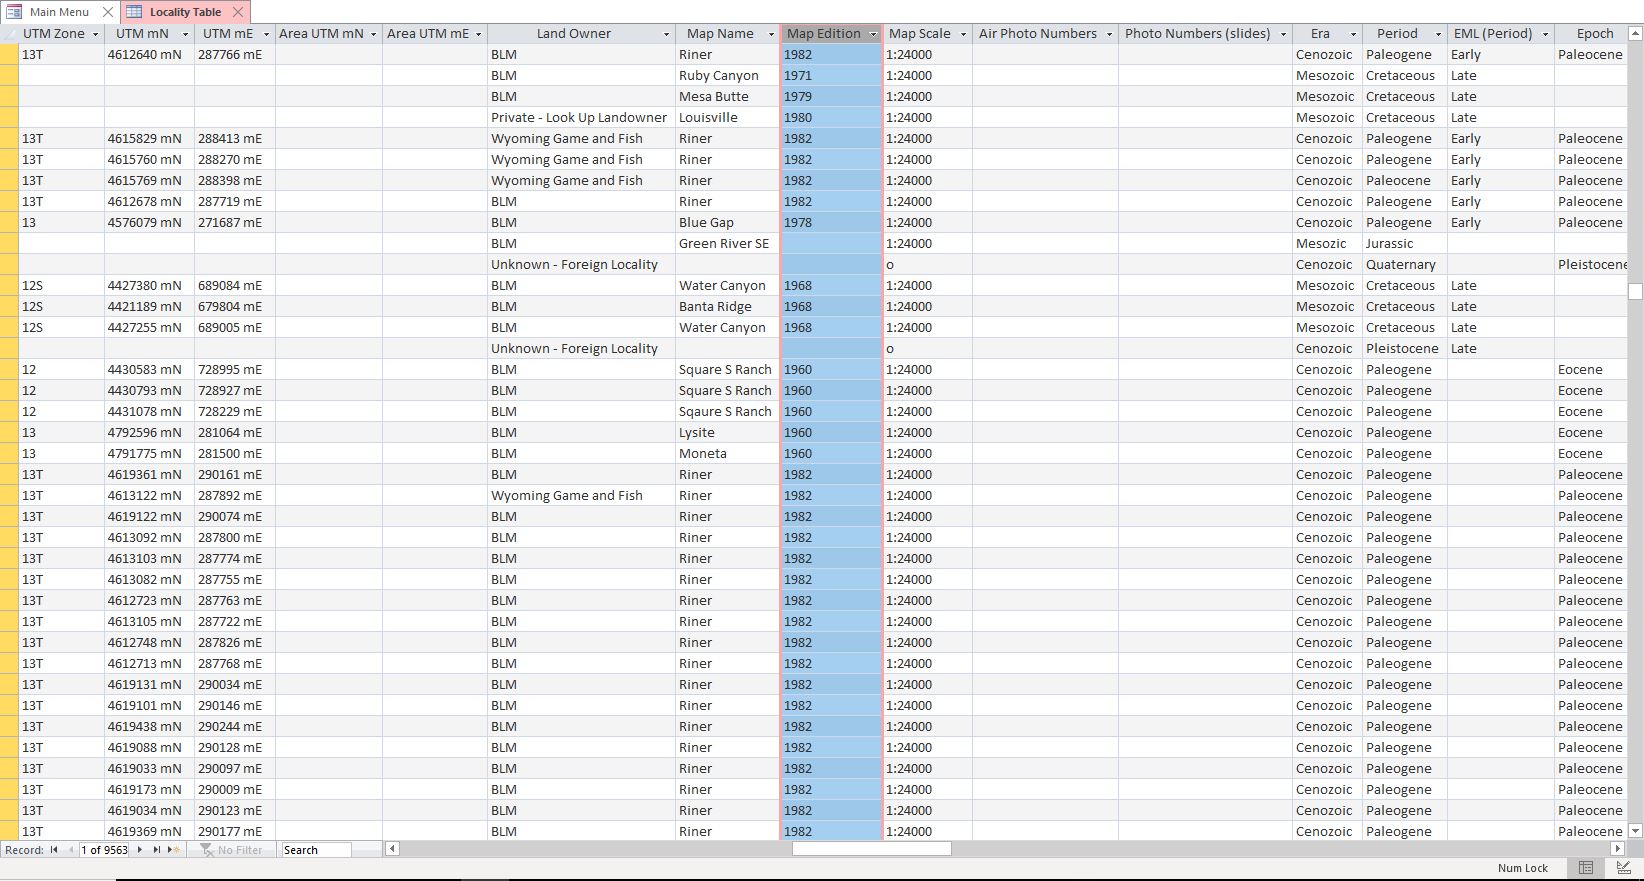 Main Menu Locality Table
UTM Zone UTM mN UTM mE Area UTM mN Area UTM mE Land Owner Map Name Map Edition Map Scale Air Photo Numbers Photo Numbers (slides) Era Period EML (Period) Epoch
13T 4612640 mN 287766 mE BLM Riner 1982 1:24000 Cenozoic Paleogene Early Paleocene
BLM Ruby Canyon 1971 1:24000 Mesozoic Cretaceous Late
BLM Mesa Butte 1979 1:24000 Mesozoic Cretaceous Late
Private - Look Up Landowner Louisville 1980 1:24000 Mesozoic Cretaceous Late
13T 4615829 mN 288413 mE Wyoming Game and Fish Riner 1982 1:24000 Cenozoic Paleogene Early Paleocene
13T 4615760 mN 288270 mE Wyoming Game and Fish Riner 1982 1:24000 Cenozoic Paleogene Early Paleocene
13T 4615769 mN 288398 mE Wyoming Game and Fish Riner 1982 1:24000 Cenozoic Paleocene Early Paleocene
13T 4612678 mN 287719 mE BLM Riner 1982 1:24000 Cenozoic Paleogene Early Paleocene
13 4576079 mN 271687 mE BLM Blue Gap 1978 1:24000 Cenozoic Paleogene Early Paleocene
BLM Green River SE 1:24000 Mesozic Jurassic
Unknown - Foreign Locality o Cenozoic Quaternary Pleistocene
12S 4427380 mN 689084 mE BLM Water Canyon 1968 1:24000 Mesozoic Cretaceous Late
12S 4421189 mN 679804 mE BLM Banta Ridge 1968 1:24000 Mesozoic Cretaceous Late
12S 4427255 mN 689005 mE BLM Water Canyon 1968 1:24000 Mesozoic Cretaceous Late
Unknown - Foreign Locality o Cenozoic Pleistocene Late
12 4430583 mN 728995 mE BLM Square S Ranch 1960 1:24000 Cenozoic Paleogene Eocene
12 4430793 mN 728927 mE BLM Square S Ranch 1960 1:24000 Cenozoic Paleogene Eocene
12 4431078 mN 728229 mE BLM Sqaure S Ranch 1960 1:24000 Cenozoic Paleogene Eocene
13 4792596 mN 281064 mE BLM Lysite 1960 1:24000 Cenozoic Paleogene Eocene
13 4791775 mN 281500 mE BLM Moneta 1960 1:24000 Cenozoic Paleogene Eocene
13T 4619361 mN 290161 mE BLM Riner 1982 1:24000 Cenozoic Paleogene Paleocene
13T 4613122 mN 287892 mE Wyoming Game and Fish Riner 1982 1:24000 Cenozoic Paleogene Paleocene
13T 4619122 mN 290074 mE BLM Riner 1982 1:24000 Cenozoic Paleogene Paleocene
13T 4613092 mN 287800 mE BLM Riner 1982 1:24000 Cenozoic Paleogene Paleocene
13T 4613103 mN 287774 mE BLM Riner 1982 1:24000 Cenozoic Paleogene Paleocene
13T 4613082 mN 287755 mE BLM Riner 1982 1:24000 Cenozoic Paleogene Paleocene
13T 4612723 mN 287763 mE BLM Riner 1982 1:24000 Cenozoic Paleogene Paleocene
13T 4613105 mN 287722 mE BLM Riner 1982 1:24000 Cenozoic Paleogene Paleocene
13T 4612748 mN 287826 mE BLM Riner 1982 1:24000 Cenozoic Paleogene Paleocene
13T 4612713 mN 287768 mE BLM Riner 1982 1:24000 Cenozoic Paleogene Paleocene
13T 4619131 mN 290034 mE BLM Riner 1982 1:24000 Cenozoic Paleogene Paleocene
13T 4619101 mN 290146 mE BLM Riner 1982 1:24000 Cenozoic Paleogene Paleocene
13T 4619438 mN 290244 mE BLM Riner 1982 1:24000 Cenozoic Paleogene Paleocene
13T 4619088 mN 290128 mE BLM Riner 1982 1:24000 Cenozoic Paleogene Paleocene
13T 4619033 mN 290097 mE BLM Riner 1982 1:24000 Cenozoic Paleogene Paleocene
13T 4619173 mN 290009 mE BLM Riner 1982 1:24000 Cenozoic Paleogene Paleocene
13T 4619034 mN 290123 mE BLM Riner 1982 1:24000 Cenozoic Paleogene Paleocene
13T 4619369 mN 290177 mE BLM Riner 1982 1:24000 Cenozoic Paleogene Paleocene
Record: 1 of 9563 No Filter Search
Num Lock